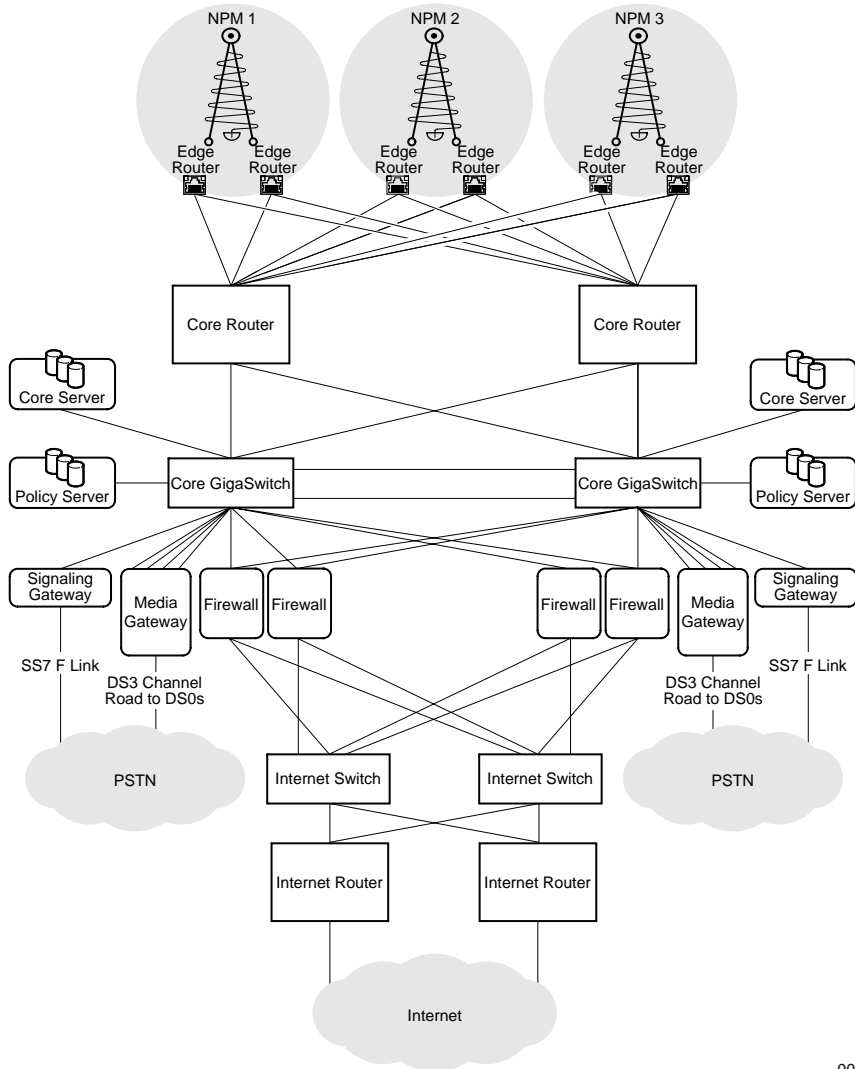 NPM 1
NPM 2
NPM 3
Edge
Router
Edge
Router
Edge
Router
Edge
Router
Edge
Router
Edge
Router
Core Router
Core Router
Core Server
Core Server
Core GigaSwitch
Core GigaSwitch
Policy Server
Policy Server
Signaling
Gateway
Media
Gateway
Firewall
Firewall
Firewall
Firewall
Media
Gateway
Signaling
Gateway
SS7 F Link
DS3 Channel
Road to DS0s
DS3 Channel
Road to DS0s
SS7 F Link
PSTN
Internet Switch
Internet Switch
PSTN
Internet Router
Internet Router
Internet
00